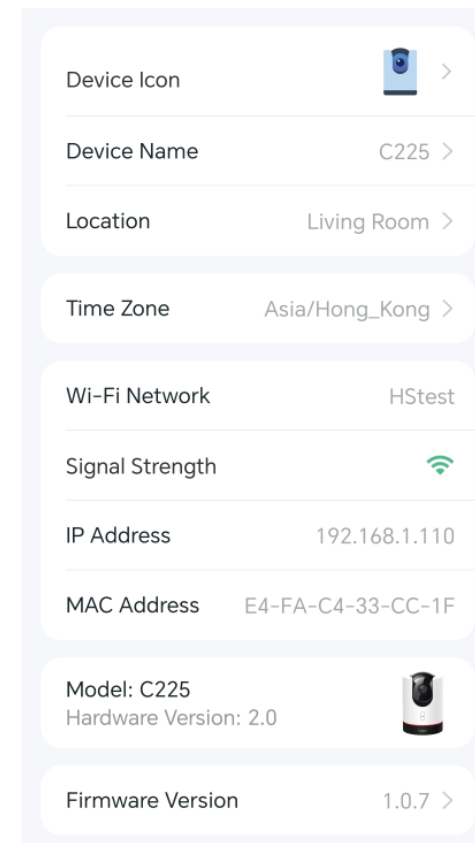 Device Icon
Device Name
C225
Location
Living Room
Time Zone
Asia/Hong_Kong
Wi-Fi Network
HStest
Signal Strength
IP Address
192.168.1.110
MAC Address
E4-FA-C4-33-CC-1F
Model: C225
Hardware Version: 2.0
Firmware Version
1.0.7